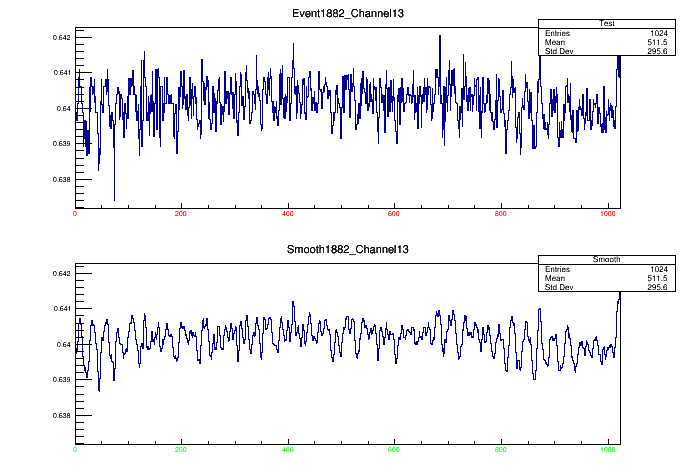 Event1882_Channel13
Test
Entries 1024
Mean 511.5
Std Dev 295.6
0.642
0.641
0.64
0.639
0.638
0 200 400 600 800 1000
Smooth1882_Channel13
Smooth
Entries 1024
Mean 511.5
Std Dev 295.6
0.642
0.641
0.64
0.639
0.638
0 200 400 600 800 1000